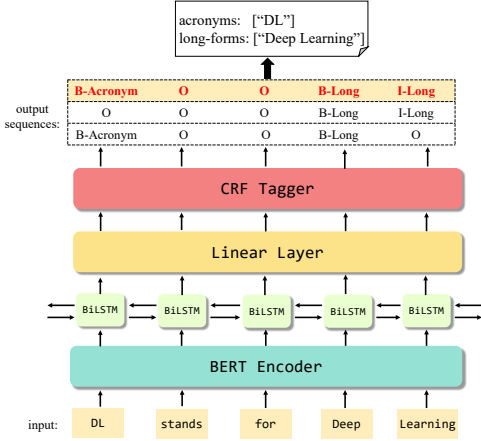 acronyms: [“DL”]
long-forms: [“Deep Learning”]
output sequences:
B-Acronym O O B-Long I-Long
O O O B-Long I-Long
B-Acronym O O B-Long O
CRF Tagger
Linear Layer
BiLSTM BiLSTM BiLSTM BiLSTM BiLSTM
BERT Encoder
input: DL stands for Deep Learning